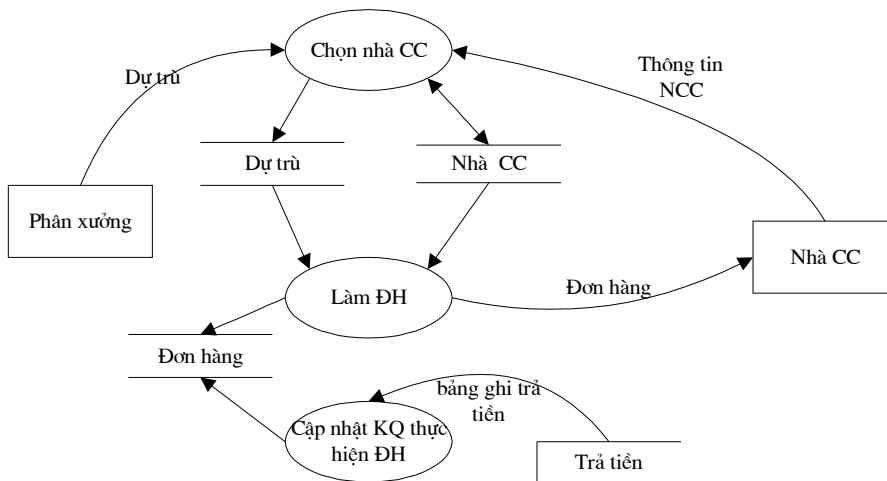 Chọn nhà CC
Thông tin
NCC
Dự trù
Dự trù
Nhà CC
Phân xưởng
Nhà CC
Làm ĐH
Đơn hàng
Đơn hàng
bảng ghi trả
tiền
Cập nhật KQ thực
hiện ĐH
Trả tiền